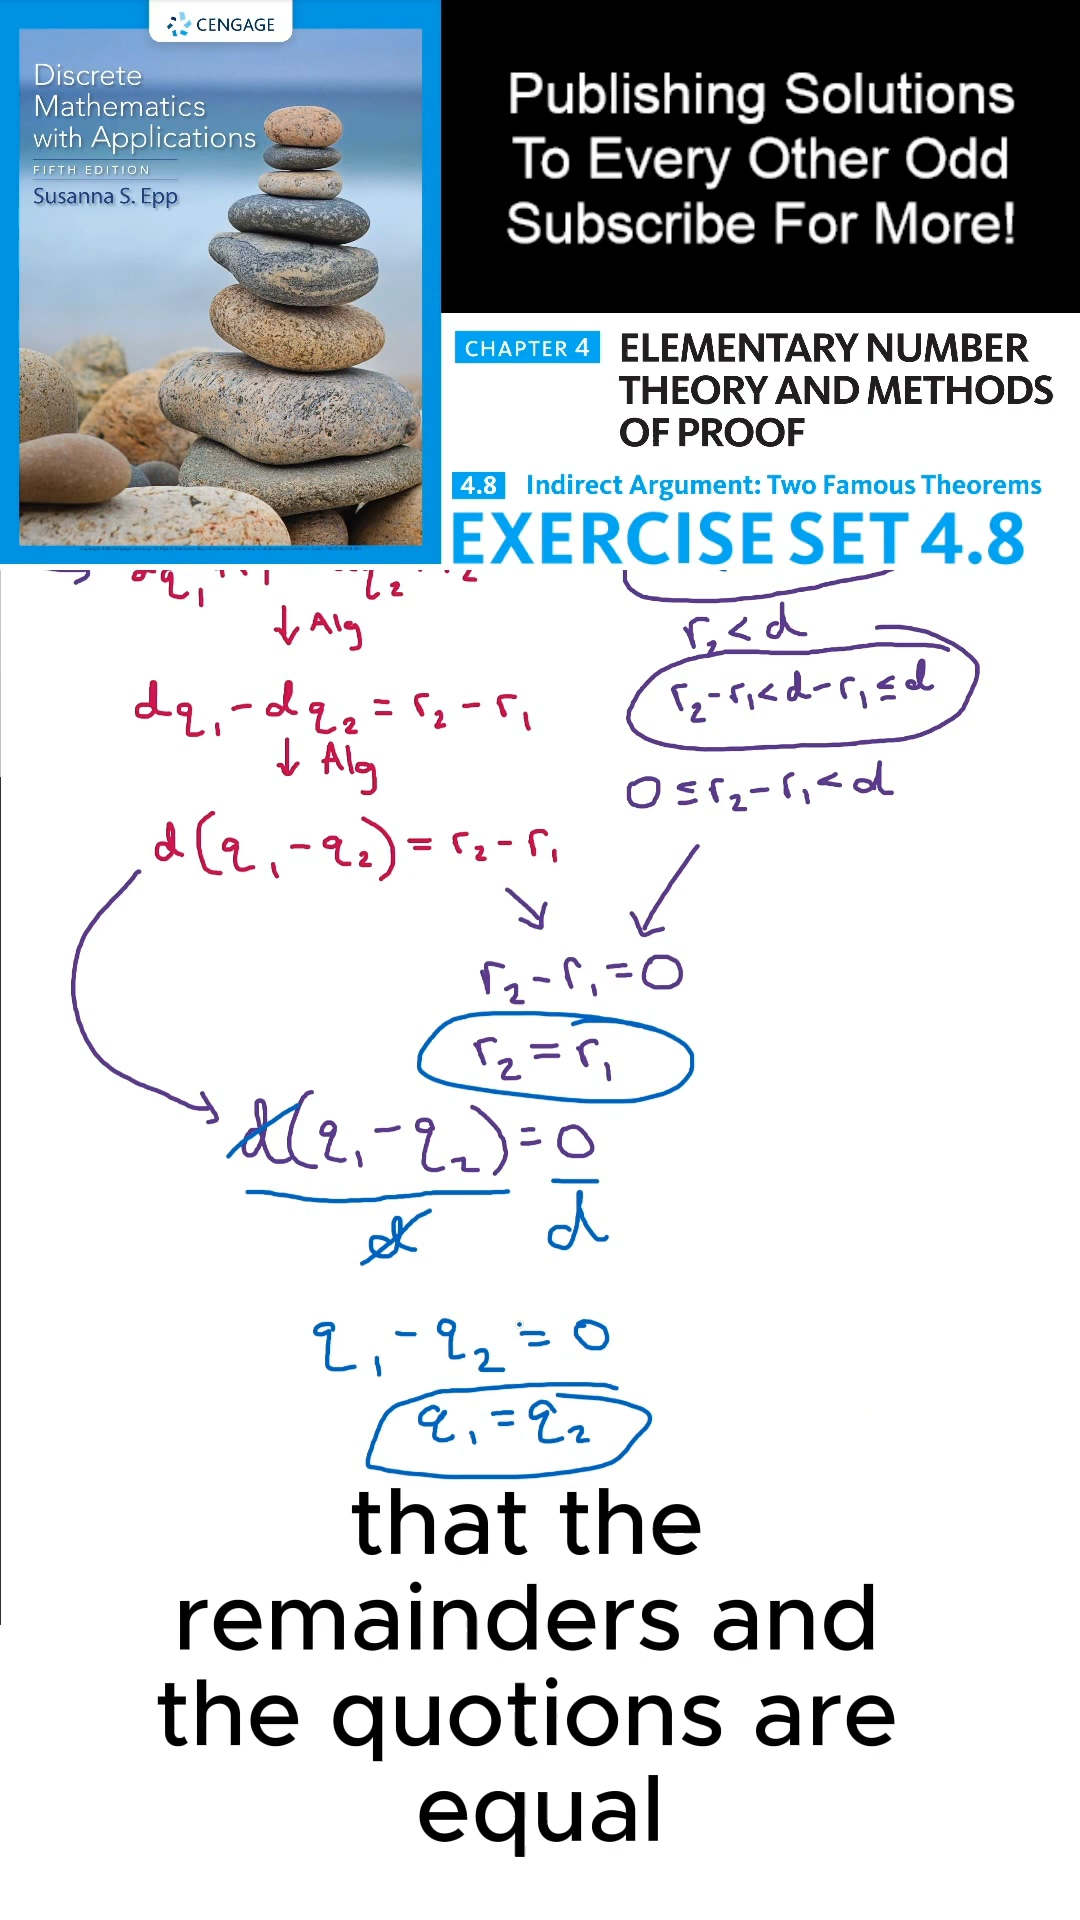 CENGAGE
Discrete
Mathematics
with Applications
FIFTH EDITION
Susanna S. Epp
Publishing Solutions
To Every Other Odd
Subscribe For More!
CHAPTER 4
ELEMENTARY NUMBER
THEORY AND METHODS
OF PROOF
4.8 Indirect Argument: Two Famous Theorems
EXERCISE SET 4.8
↓ Alg
dq₁ - dq₂ = r₂ - r₁
↓ Alg
d(q₁ - q₂) = r₂ - r₁
r₂ < d
r₂ - r₁ < d - r₁ ≤ d
0 ≤ r₂ - r₁ < d
r₂ - r₁ = 0
r₂ = r₁
d(q₁ - q₂) = 0
d d
q₁ - q₂ = 0
q₁ = q₂
that the
remainders and
the quotions are
equal